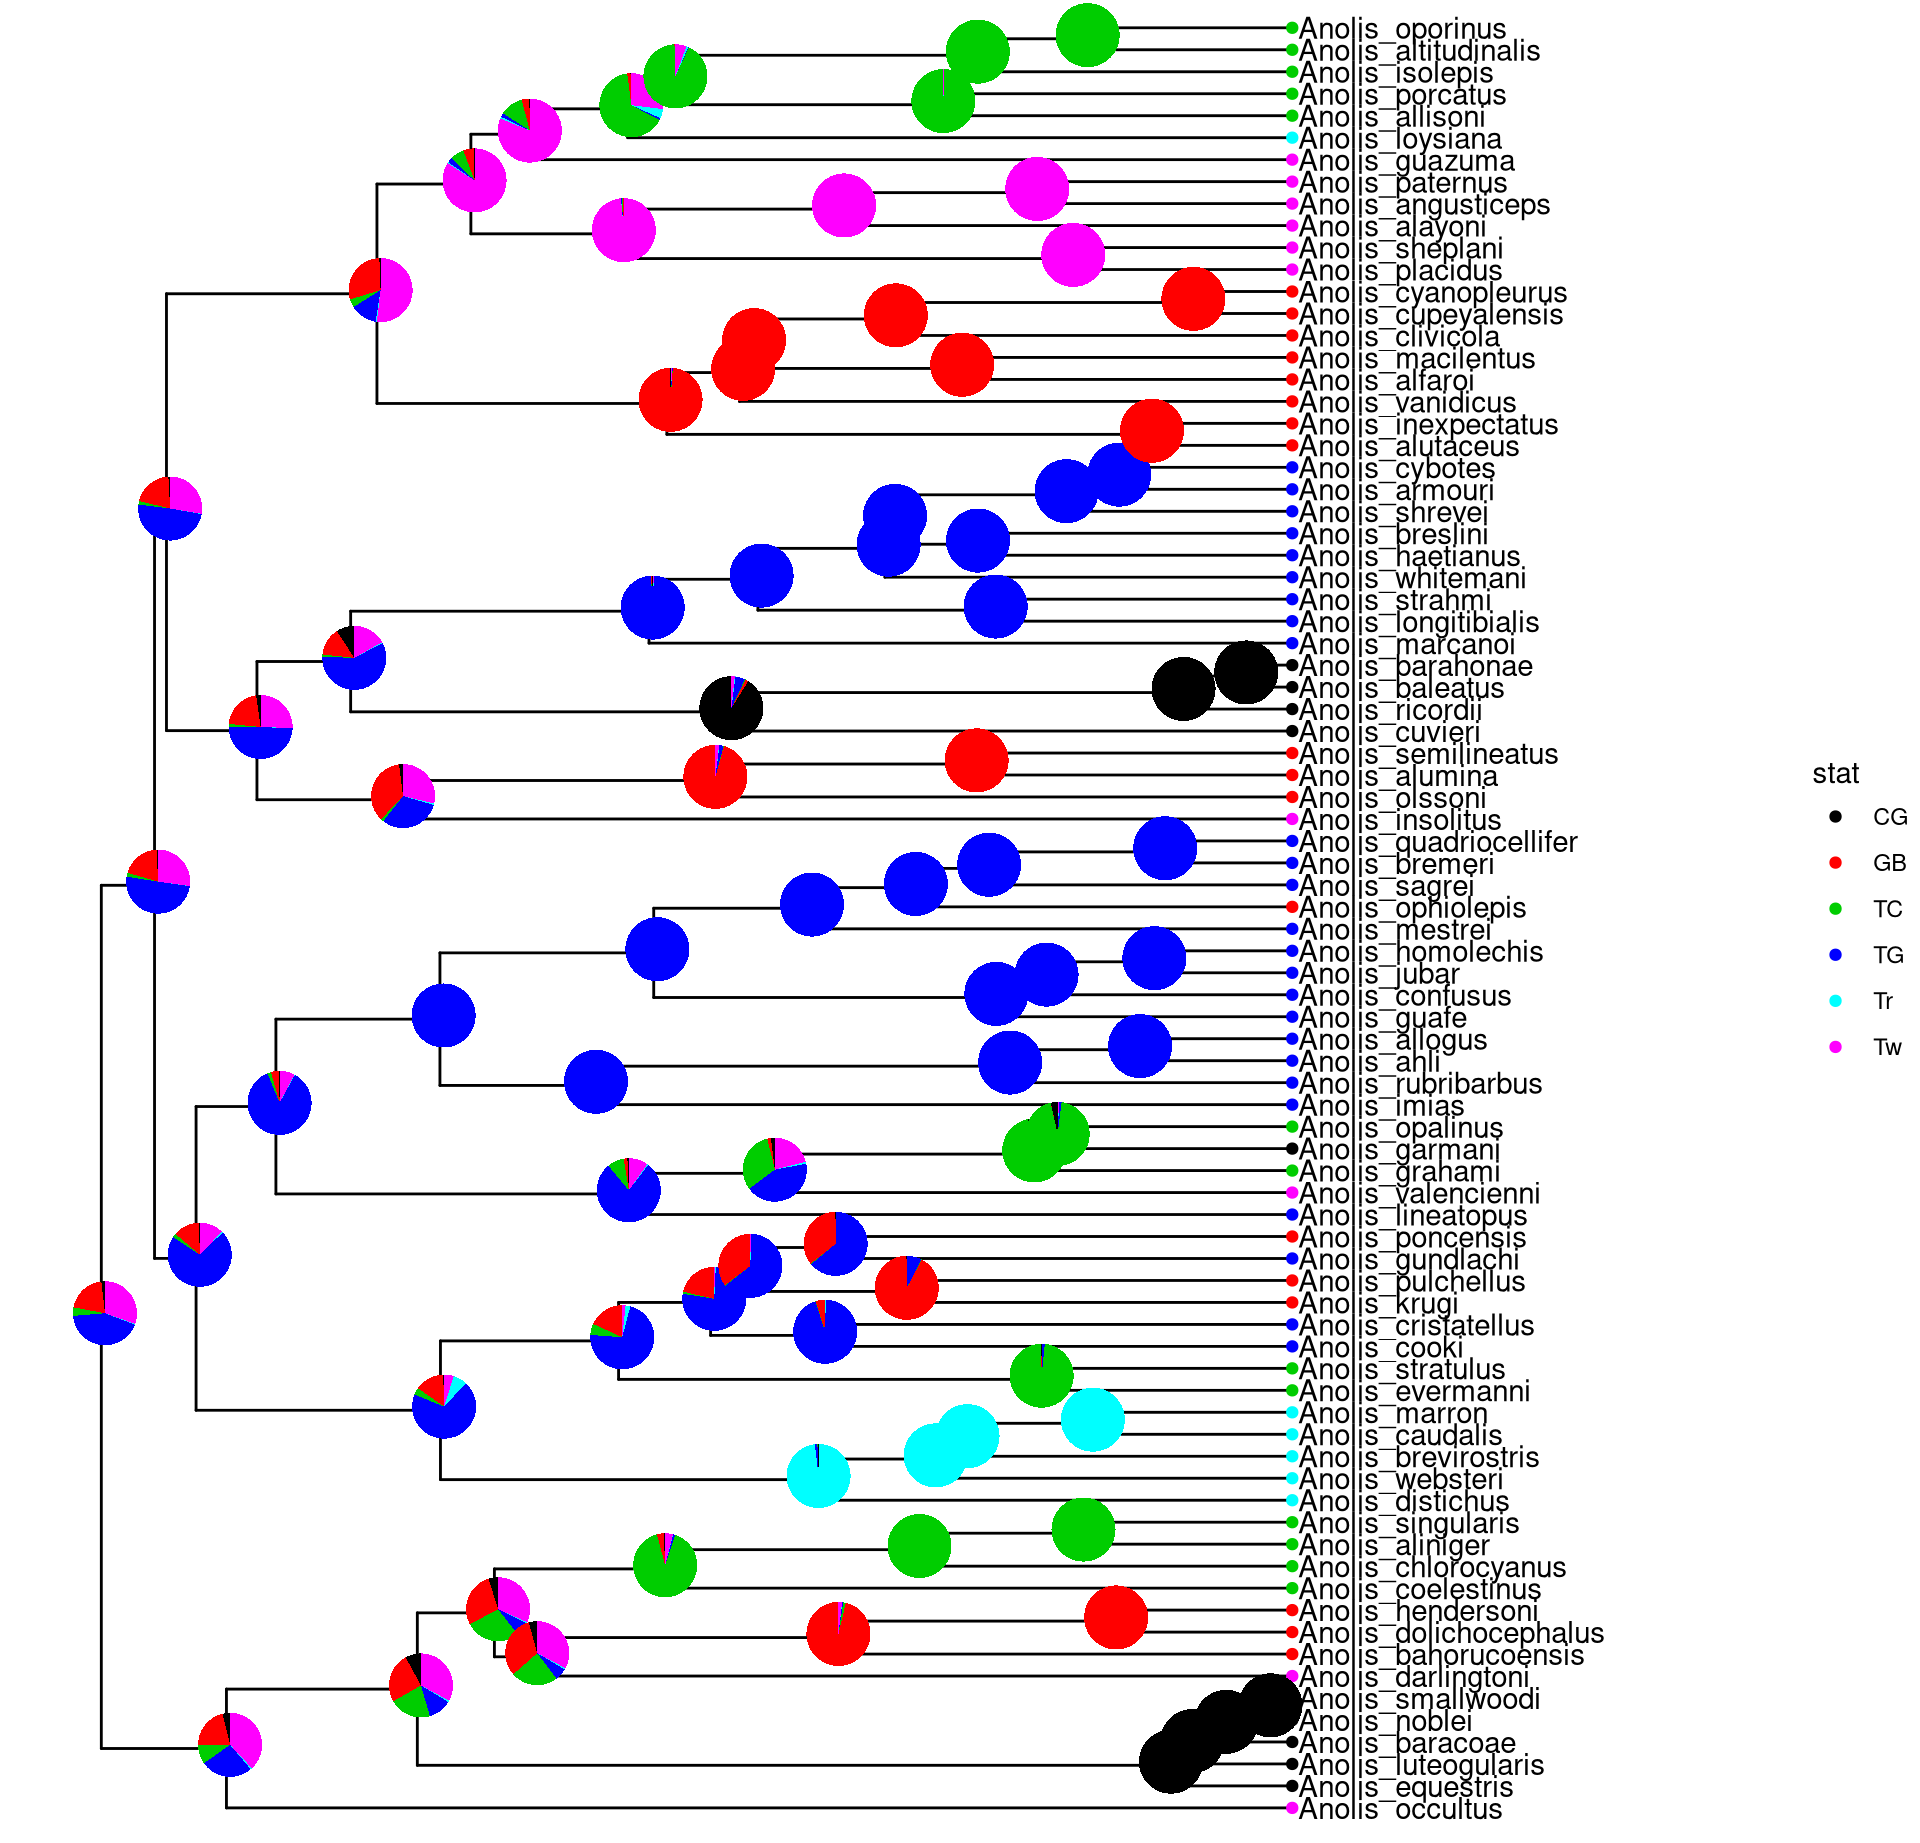 Anolis_oporinus
Anolis_altitudinalis
Anolis_isolepis
Anolis_porcatus
Anolis_allisoni
Anolis_loysiana
Anolis_guazuma
Anolis_paternus
Anolis_angusticeps
Anolis_alayoni
Anolis_sheplani
Anolis_placidus
Anolis_cyanopleurus
Anolis_cupeyalensis
Anolis_clivicola
Anolis_macilentus
Anolis_alfaroi
Anolis_vanidicus
Anolis_inexpectatus
Anolis_alutaceus
Anolis_cybotes
Anolis_armouri
Anolis_shrevei
Anolis_breslini
Anolis_haetianus
Anolis_whitemani
Anolis_strahmi
Anolis_longitibialis
Anolis_marcanoi
Anolis_barahonae
Anolis_baleatus
Anolis_ricordii
Anolis_cuvieri
Anolis_semilineatus
Anolis_alumina
Anolis_olssoni
Anolis_insolitus
Anolis_quadriocellifer
Anolis_bremeri
Anolis_sagrei
Anolis_ophiolepis
Anolis_mestrei
Anolis_homolechis
Anolis_jubar
Anolis_confusus
Anolis_guafe
Anolis_allogus
Anolis_ahli
Anolis_rubribarbus
Anolis_imias
Anolis_opalinus
Anolis_garmani
Anolis_grahami
Anolis_valencienni
Anolis_lineatopus
Anolis_poncensis
Anolis_gundlachi
Anolis_pulchellus
Anolis_krugi
Anolis_cristatellus
Anolis_cooki
Anolis_stratulus
Anolis_evermanni
Anolis_marron
Anolis_caudalis
Anolis_brevirostris
Anolis_websteri
Anolis_distichus
Anolis_singularis
Anolis_aliniger
Anolis_chlorocyanus
Anolis_coelestinus
Anolis_hendersoni
Anolis_dolichocephalus
Anolis_bahorucoensis
Anolis_darlingtoni
Anolis_smallwoodi
Anolis_noblei
Anolis_baracoae
Anolis_luteogularis
Anolis_equestris
Anolis_occultus
stat
CG
GB
TC
TG
Tr
Tw